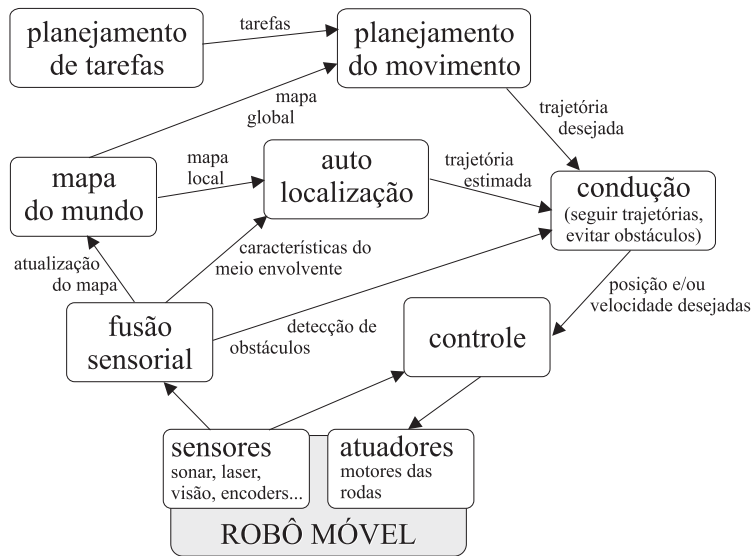 planejamento
de tarefas
tarefas
planejamento
do movimento
mapa
global
trajetória
desejada
mapa
do mundo
mapa
local
auto
localização
trajetória
estimada
condução
(seguir trajetórias,
evitar obstáculos)
atualização
do mapa
características do
meio envolvente
posição e/ou
velocidade desejadas
fusão
sensorial
detecção de
obstáculos
controle
sensores
sonar, laser,
visão, encoders...
atuadores
motores das
rodas
ROBÔ MÓVEL